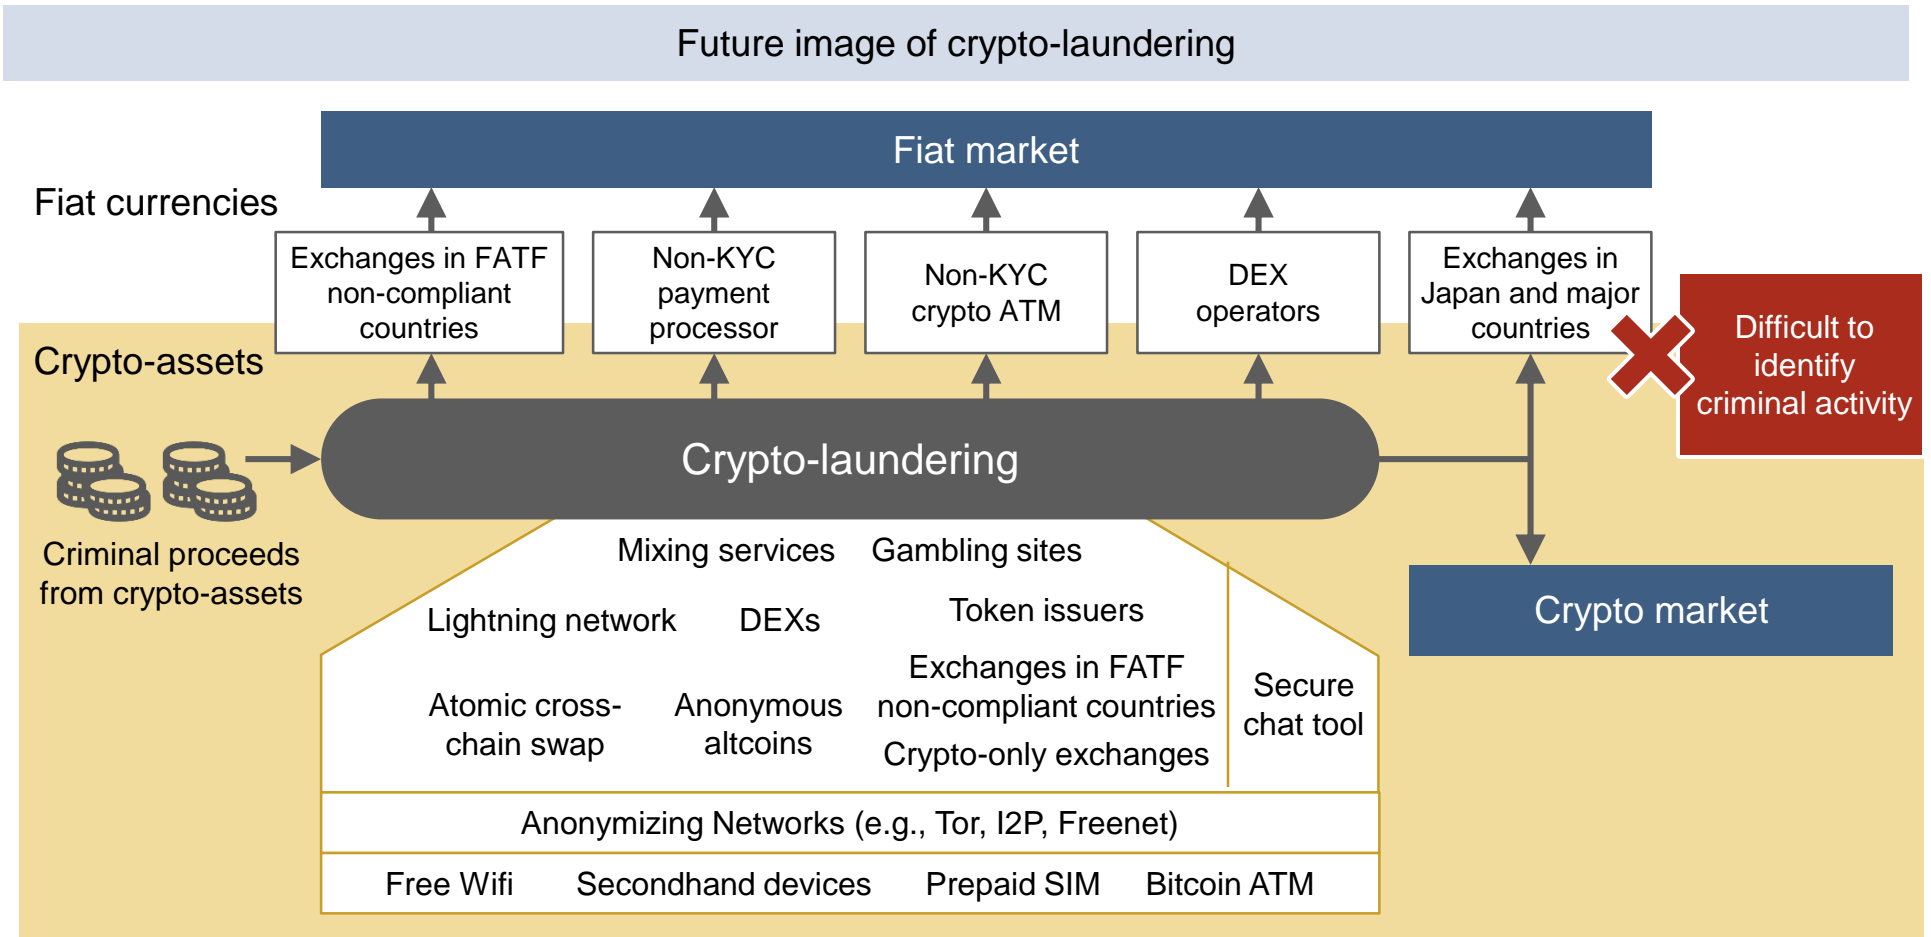 Future image of crypto-laundering
Fiat market
Fiat currencies
Exchanges in FATF
non-compliant
countries
Non-KYC
payment
processor
Non-KYC
crypto ATM
DEX
operators
Exchanges in
Japan and major
countries
Difficult to
identify
criminal activity
Crypto-assets
Crypto-laundering
Criminal proceeds
from crypto-assets
Mixing services
Gambling sites
Lightning network
DEXs
Token issuers
Exchanges in FATF
non-compliant countries
Atomic cross-
chain swap
Anonymous
altcoins
Crypto-only exchanges
Secure
chat tool
Crypto market
Anonymizing Networks (e.g., Tor, I2P, Freenet)
Free Wifi
Secondhand devices
Prepaid SIM
Bitcoin ATM